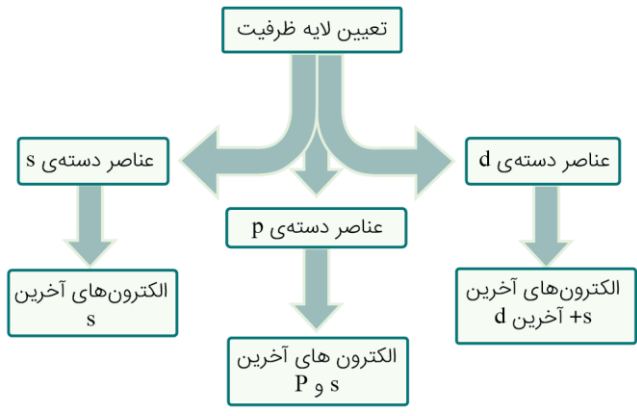 تعیین لایه ظرفیت
عناصر دسته‌ی d
عناصر دسته‌ی s
عناصر دسته‌ی p
الکترون‌های آخرین
s+ آخرین d
الکترون‌های آخرین
s
الکترون های آخرین
s و P